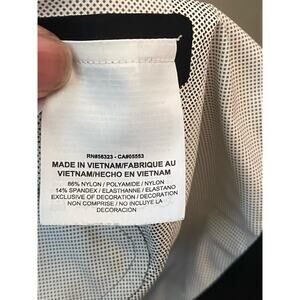 RN#56323 - CA#05553
MADE IN VIETNAM/FABRIQUE AU
VIETNAM/HECHO EN VIETNAM
86% NYLON / POLYAMIDE / NYLON
14% SPANDEX / ELASTHANNE / ELASTANO
EXCLUSIVE OF DECORATION / DECORATION
NON COMPRISE / NO INCLUYE LA
DECORACION